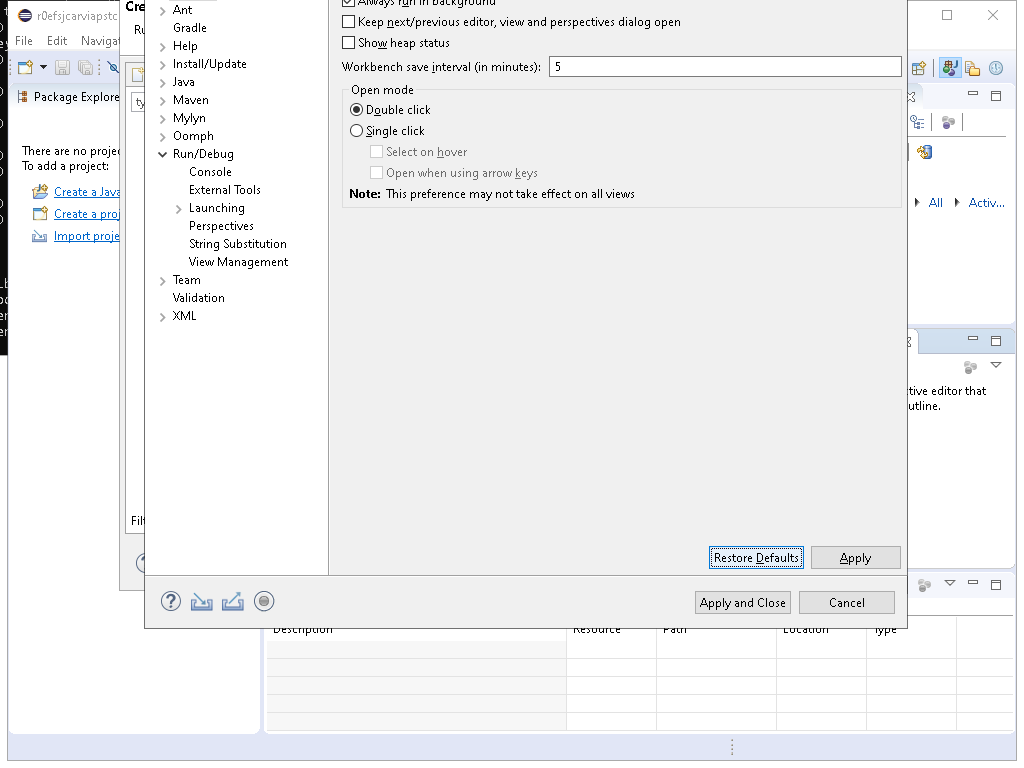 r0efsjcarviapstc
File Edit Navigat
Package Explore
There are no projec
To add a project:
Create a Java
Create a proj
Import proje
Cre
Ru
ty
Filt
Ant
Gradle
Help
Install/Update
Java
Maven
Mylyn
Oomph
Run/Debug
Console
External Tools
Launching
Perspectives
String Substitution
View Management
Team
Validation
XML
Always run in background
Keep next/previous editor, view and perspectives dialog open
Show heap status
Workbench save interval (in minutes): 5
Open mode
Double click
Single click
Select on hover
Open when using arrow keys
Note: This preference may not take effect on all views
Restore Defaults Apply
Apply and Close Cancel
All Activ...
tive editor that
utline.
Description Resource Path Location Type